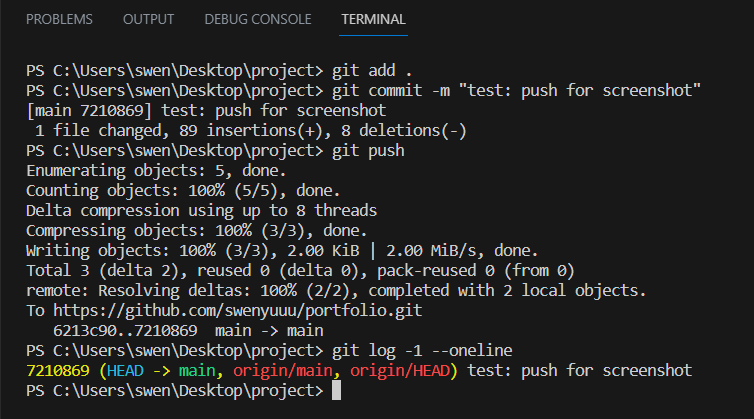 PROBLEMS OUTPUT DEBUG CONSOLE TERMINAL
PS C:\Users\swen\Desktop\project> git add .
PS C:\Users\swen\Desktop\project> git commit -m "test: push for screenshot"
[main 7210869] test: push for screenshot
 1 file changed, 89 insertions(+), 8 deletions(-)
PS C:\Users\swen\Desktop\project> git push
Enumerating objects: 5, done.
Counting objects: 100% (5/5), done.
Delta compression using up to 8 threads
Compressing objects: 100% (3/3), done.
Writing objects: 100% (3/3), 2.00 KiB | 2.00 MiB/s, done.
Total 3 (delta 2), reused 0 (delta 0), pack-reused 0 (from 0)
remote: Resolving deltas: 100% (2/2), completed with 2 local objects.
To https://github.com/swenyuuu/portfolio.git
   6213c90..7210869  main -> main
PS C:\Users\swen\Desktop\project> git log -1 --oneline
7210869 (HEAD -> main, origin/main, origin/HEAD) test: push for screenshot
PS C:\Users\swen\Desktop\project>